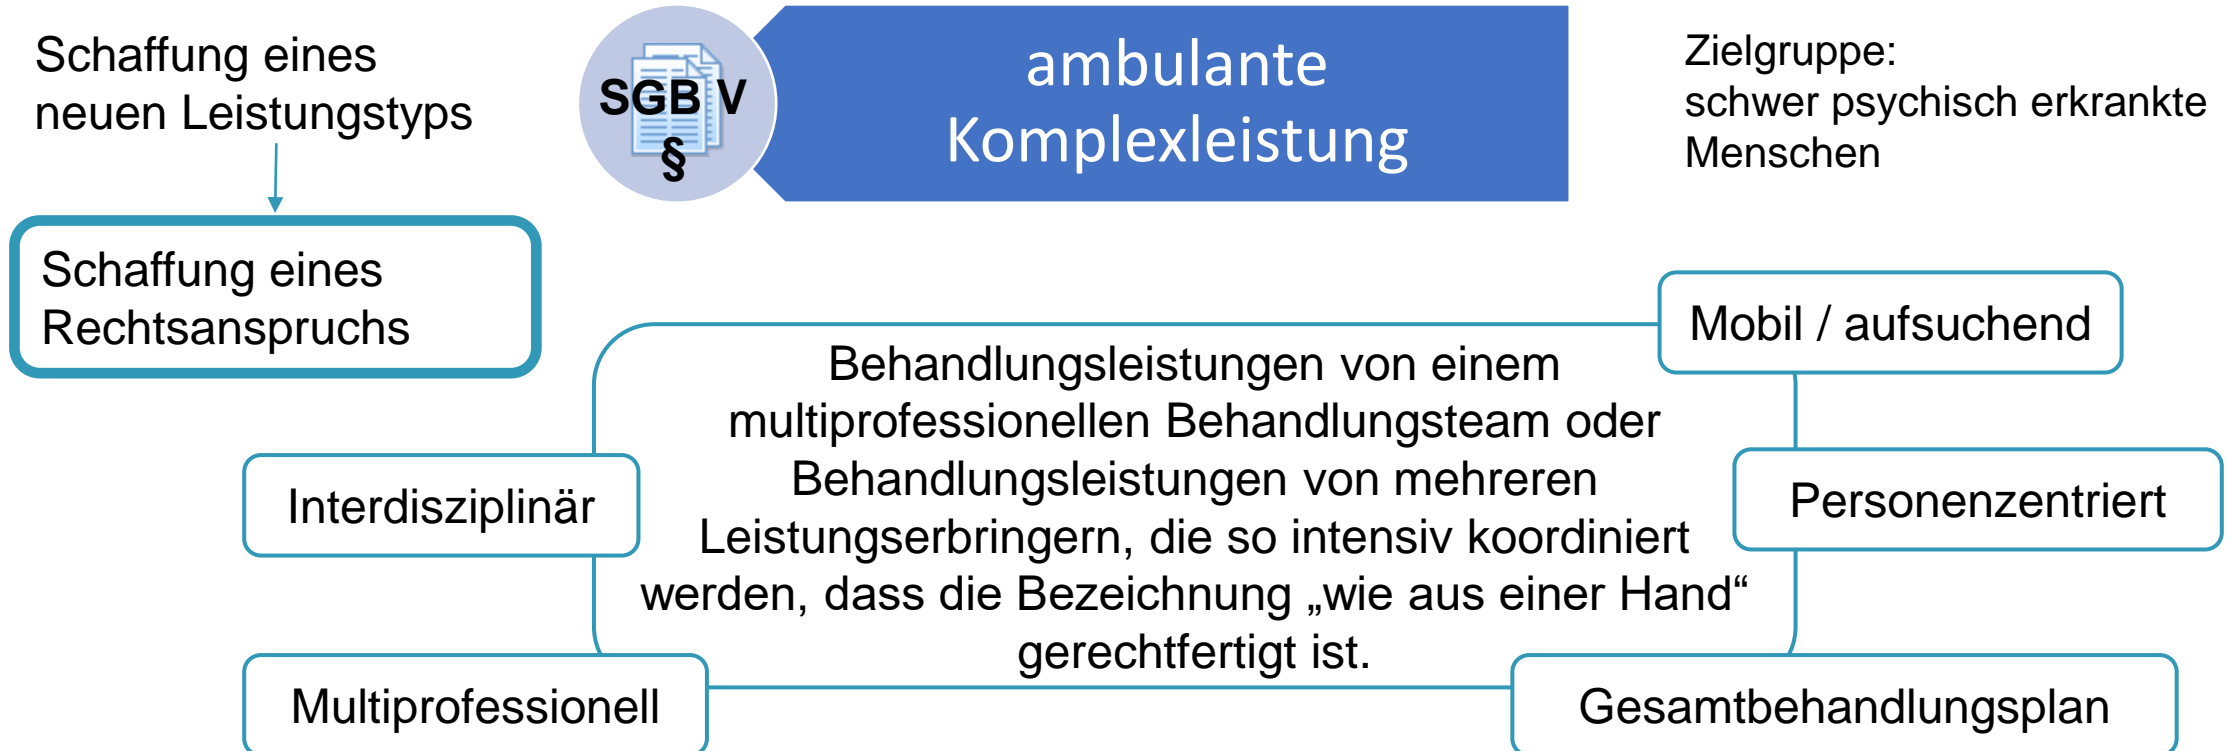 Schaffung eines
neuen Leistungstyps
SGB V
§
ambulante
Komplexleistung
Zielgruppe:
schwer psychisch erkrankte
Menschen
Schaffung eines
Rechtsanspruchs
Mobil / aufsuchend
Behandlungsleistungen von einem
multiprofessionellen Behandlungsteam oder
Behandlungsleistungen von mehreren
Leistungserbringern, die so intensiv koordiniert
werden, dass die Bezeichnung „wie aus einer Hand“
gerechtfertigt ist.
Interdisziplinär
Personenzentriert
Multiprofessionell
Gesamtbehandlungsplan